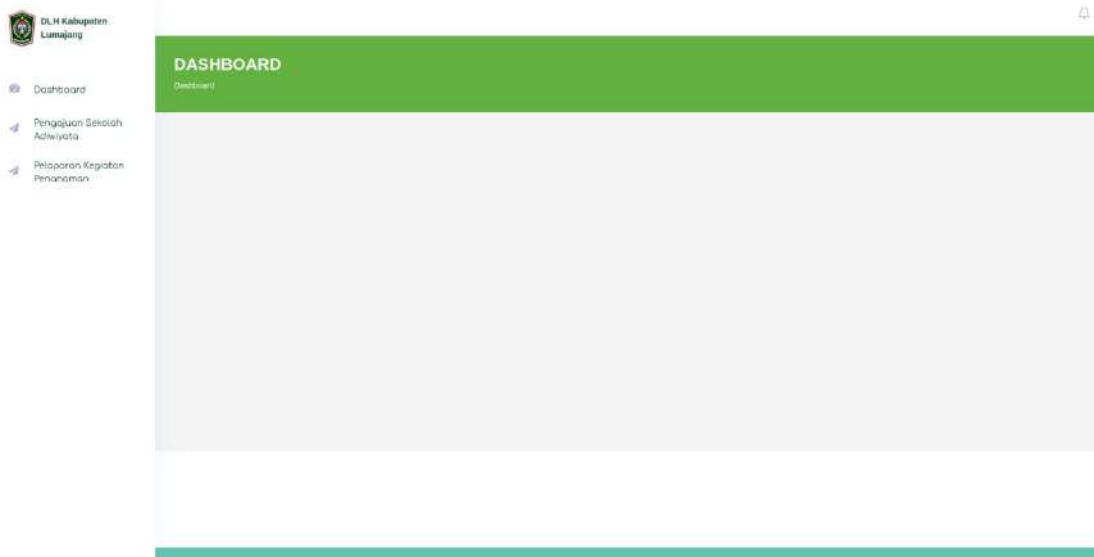 DLH Kabupaten
Lumajang
DASHBOARD
Dashboard
Dashboard
Pengajuan Sekolah
Adiwiyata
Pelaporan Kegiatan
Penanaman